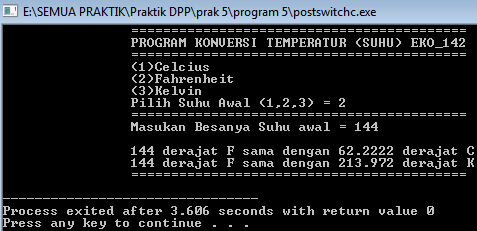 E:\SEMUA PRAKTIK\Praktik DPP\prak 5\program 5\postswitchc.exe
==========================================
PROGRAM KONVERSI TEMPERATUR (SUHU) EKO_142
==========================================
(1)Celcius
(2)Fahrenheit
(3)Kelvin
Pilih Suhu Awal (1,2,3) = 2
==========================================
Masukan Besanya Suhu awal = 144
144 derajat F sama dengan 62.2222 derajat C
144 derajat F sama dengan 213.972 derajat K
==========================================
--------------------------------
Process exited after 3.606 seconds with return value 0
Press any key to continue . . .